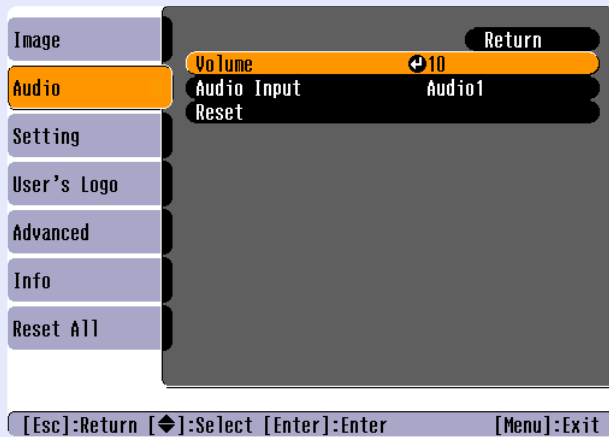 Image
Audio
Setting
User's Logo
Advanced
Info
Reset All
Return
Volume 10
Audio Input Audio1
Reset
[Esc]:Return [◆]:Select [Enter]:Enter [Menu]:Exit